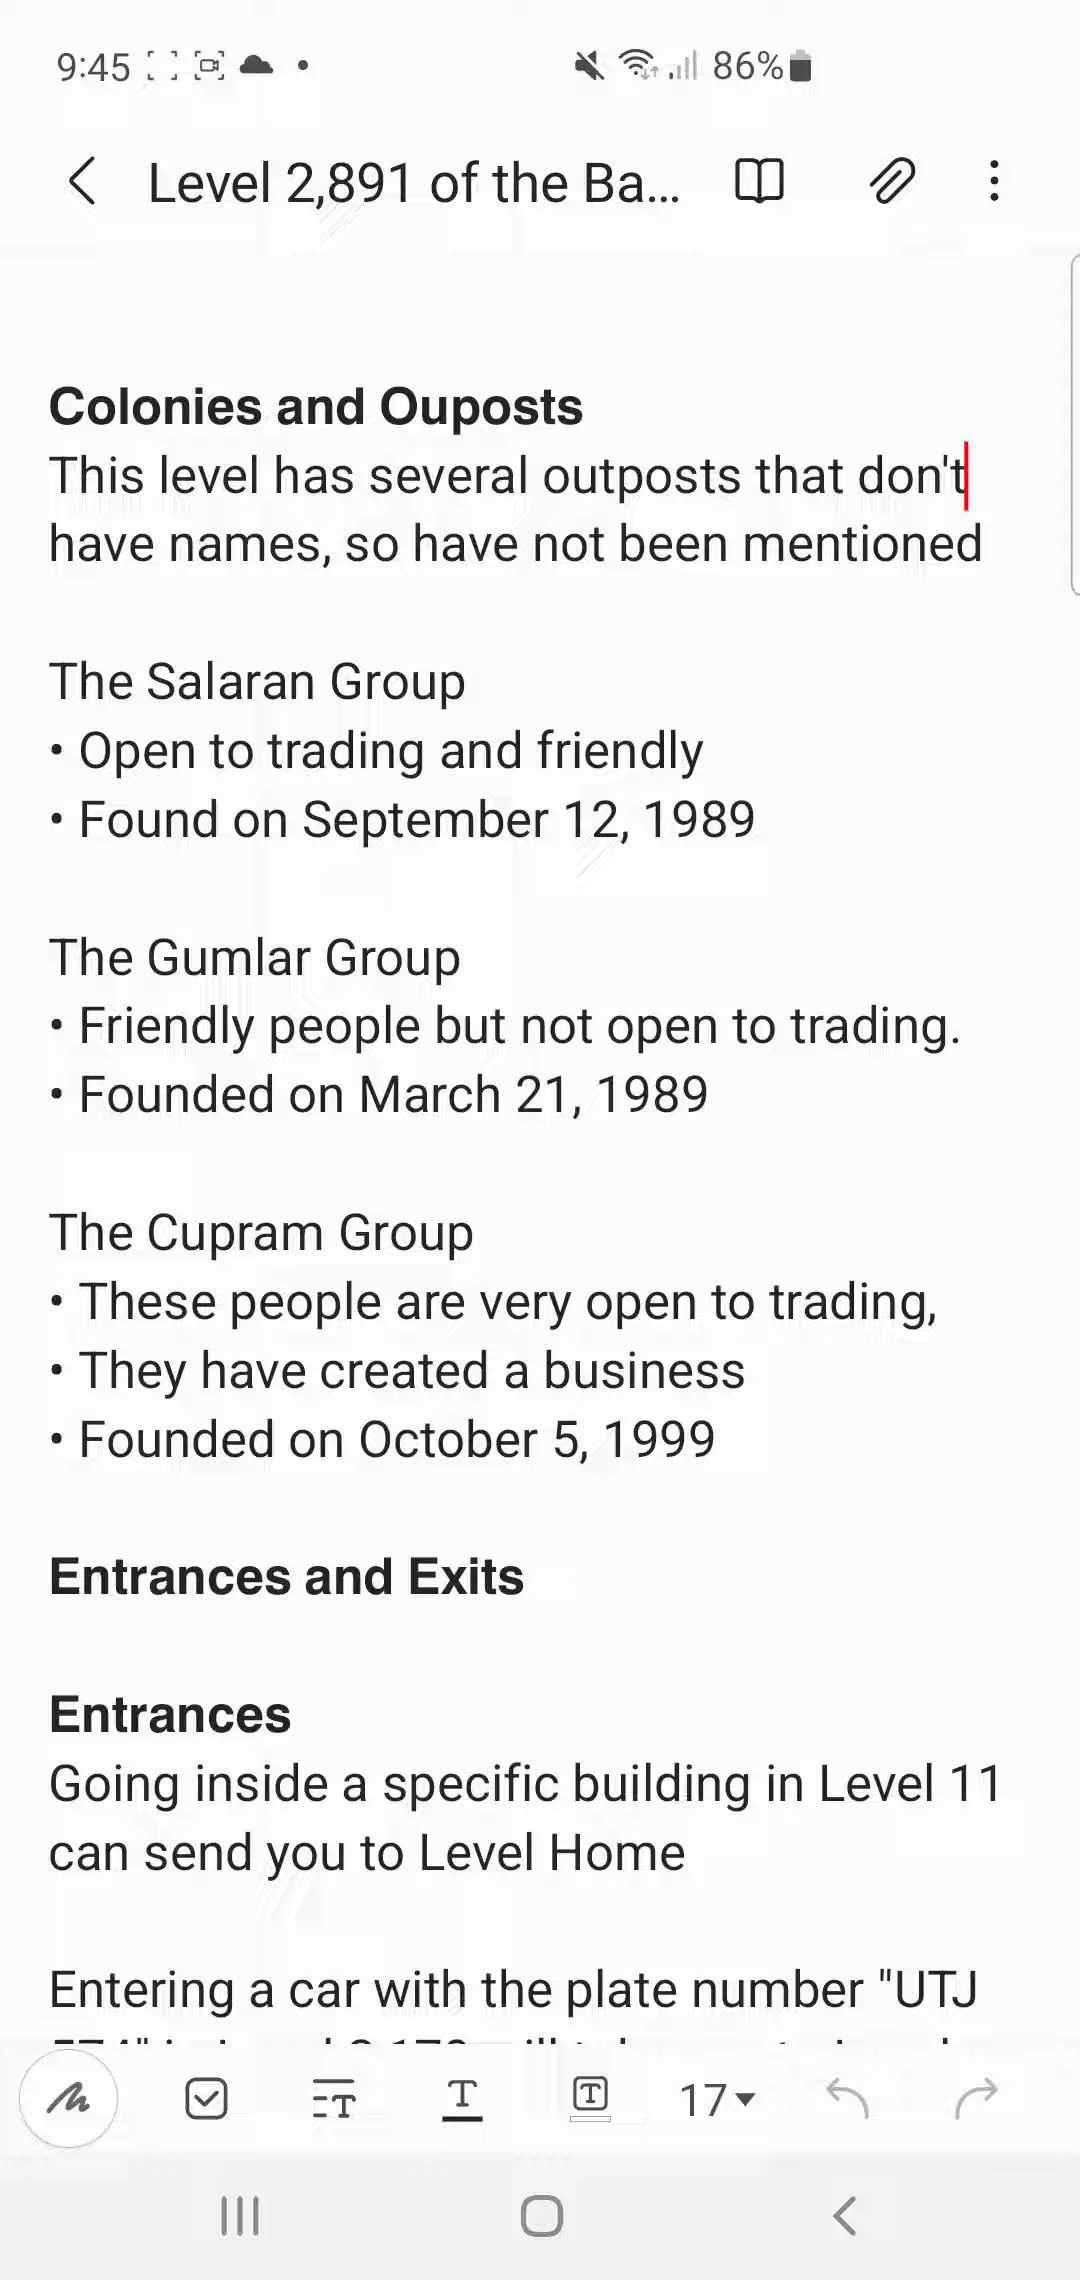 9:45
86%
Level 2,891 of the Ba...
Colonies and Ouposts
This level has several outposts that don't
have names, so have not been mentioned
The Salaran Group
• Open to trading and friendly
• Found on September 12, 1989
The Gumlar Group
• Friendly people but not open to trading.
• Founded on March 21, 1989
The Cupram Group
• These people are very open to trading,
• They have created a business
• Founded on October 5, 1999
Entrances and Exits
Entrances
Going inside a specific building in Level 11
can send you to Level Home
Entering a car with the plate number "UTJ
17